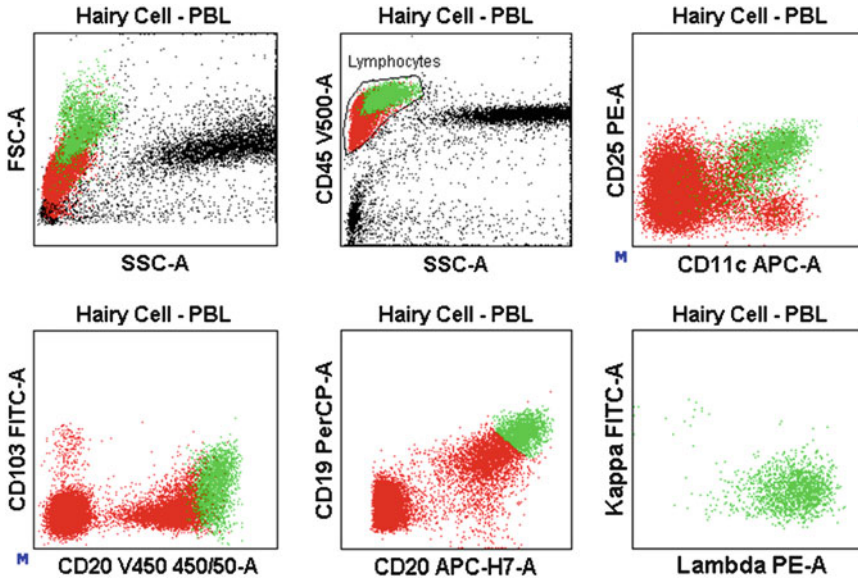 Hairy Cell - PBL
Hairy Cell - PBL
Hairy Cell - PBL
FSC-A
SSC-A
Lymphocytes
CD45 V500-A
SSC-A
CD25 PE-A
M
CD11c APC-A
Hairy Cell - PBL
Hairy Cell - PBL
Hairy Cell - PBL
CD103 FITC-A
M
CD20 V450 450/50-A
CD19 PerCP-A
CD20 APC-H7-A
Kappa FITC-A
Lambda PE-A